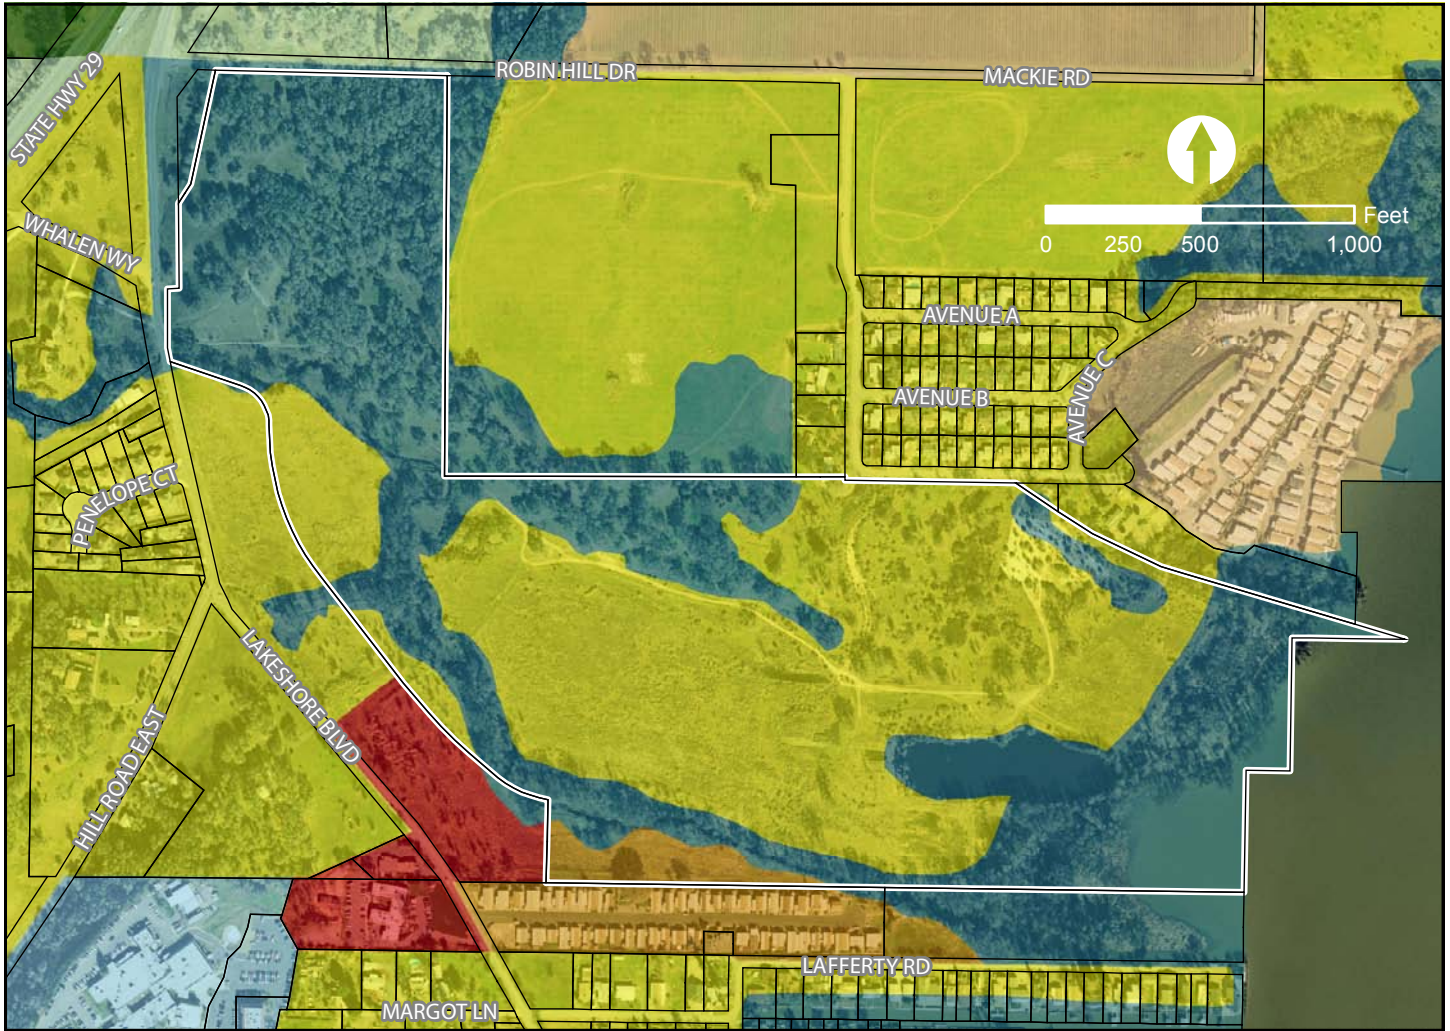 STATE HWY 29
ROBIN HILL DR
MACKIE RD
WHALEN WY
Feet
0 250 500 1,000
AVENUE A
AVENUE B
AVENUE C
PENELOPE CT
LAKESHORE BLVD
HILL ROAD EAST
LAFFERTY RD
MARGOT LN